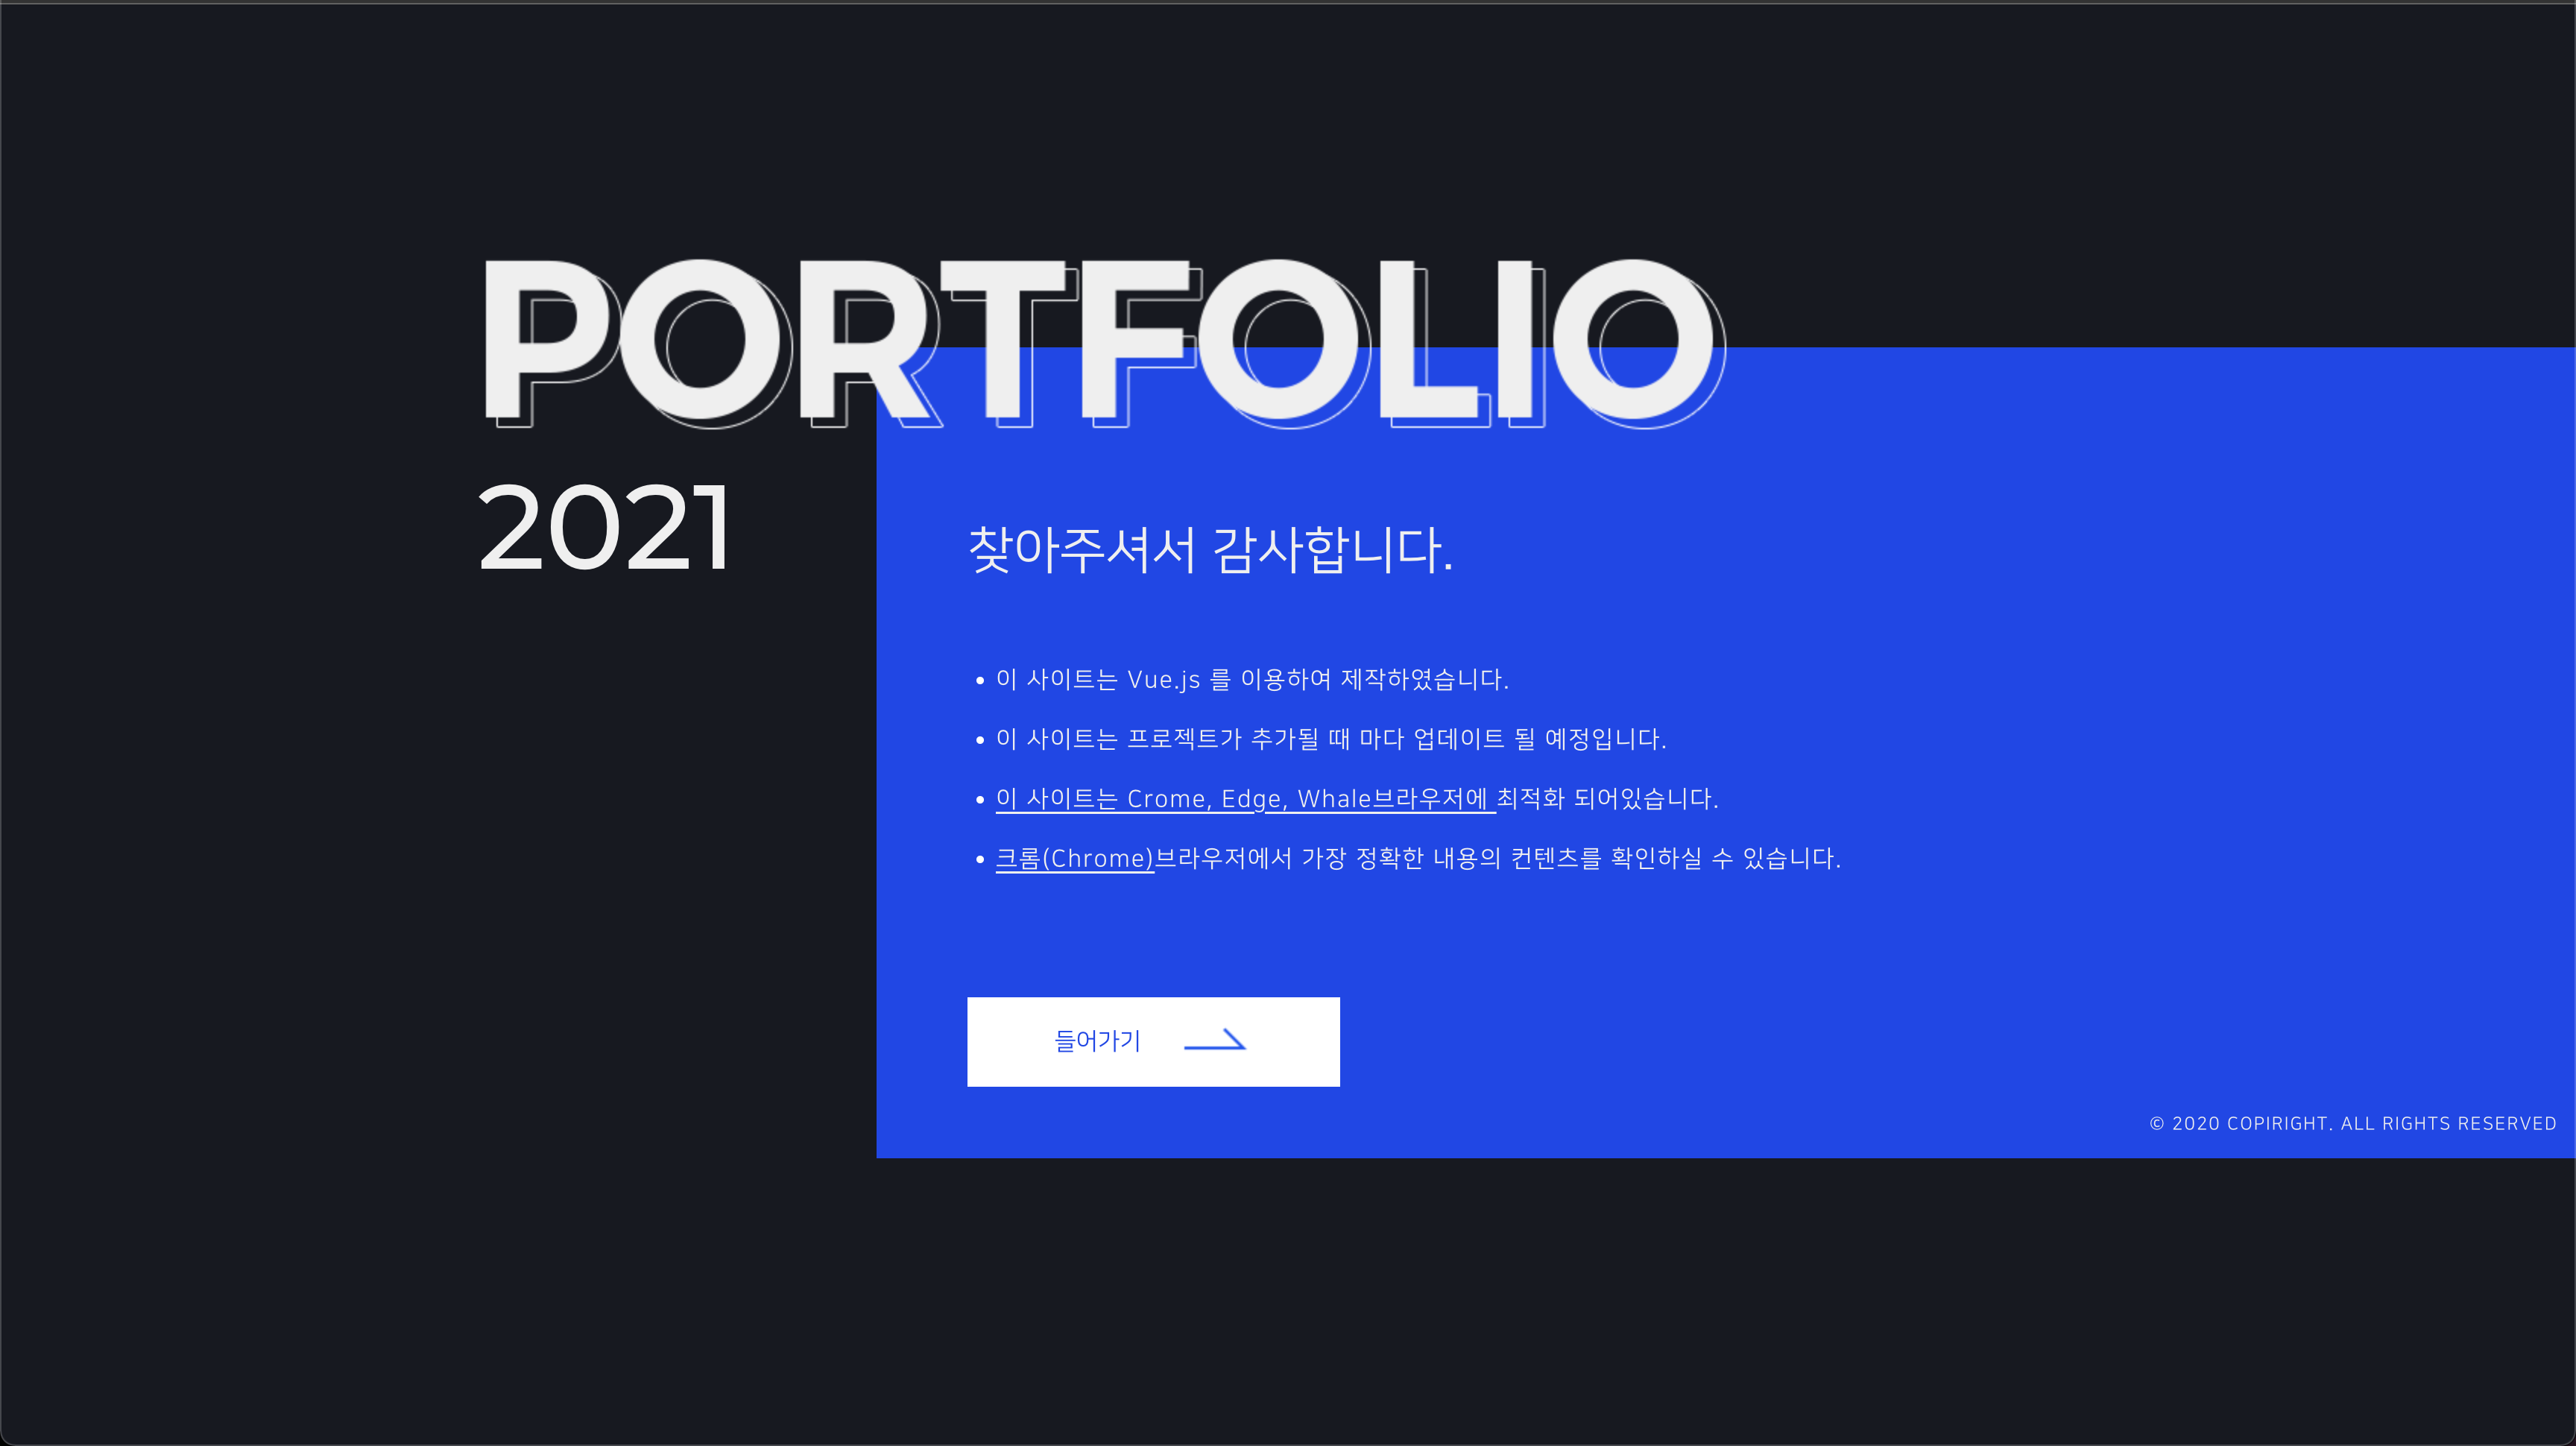 PORTFOLIO
2021
찾아주셔서 감사합니다.
• 이 사이트는 Vue.js 를 이용하여 제작하였습니다.
• 이 사이트는 프로젝트가 추가될 때 마다 업데이트 될 예정입니다.
• 이 사이트는 Crome, Edge, Whale브라우저에 최적화 되어있습니다.
• 크롬(Chrome)브라우저에서 가장 정확한 내용의 컨텐츠를 확인하실 수 있습니다.
들어가기
© 2020 COPIRIGHT. ALL RIGHTS RESERVED